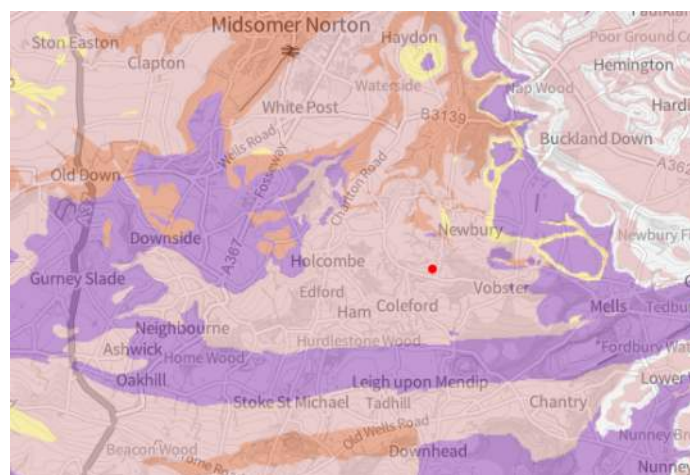 Midsomer Norton
Ston Easton
Haydon
Poor Ground
Clapton
Hemington
Waterside
Nap Wood
White Post
B3139
Buckland Down
Wells Road
Fosseway
Old Down
Charlton Road
Newbury
Downside
A367
Holcombe
Gurney Slade
Edford
Vobster
Coleford
Ham
Mells
Neighbourne
Hurdlestone Wood
Ashwick
Home Wood
Oakhill
Leigh upon Mendip
Stoke St Michael
Tadhill
Chantry
Old Wells Road
Beacon Wood
Downhead